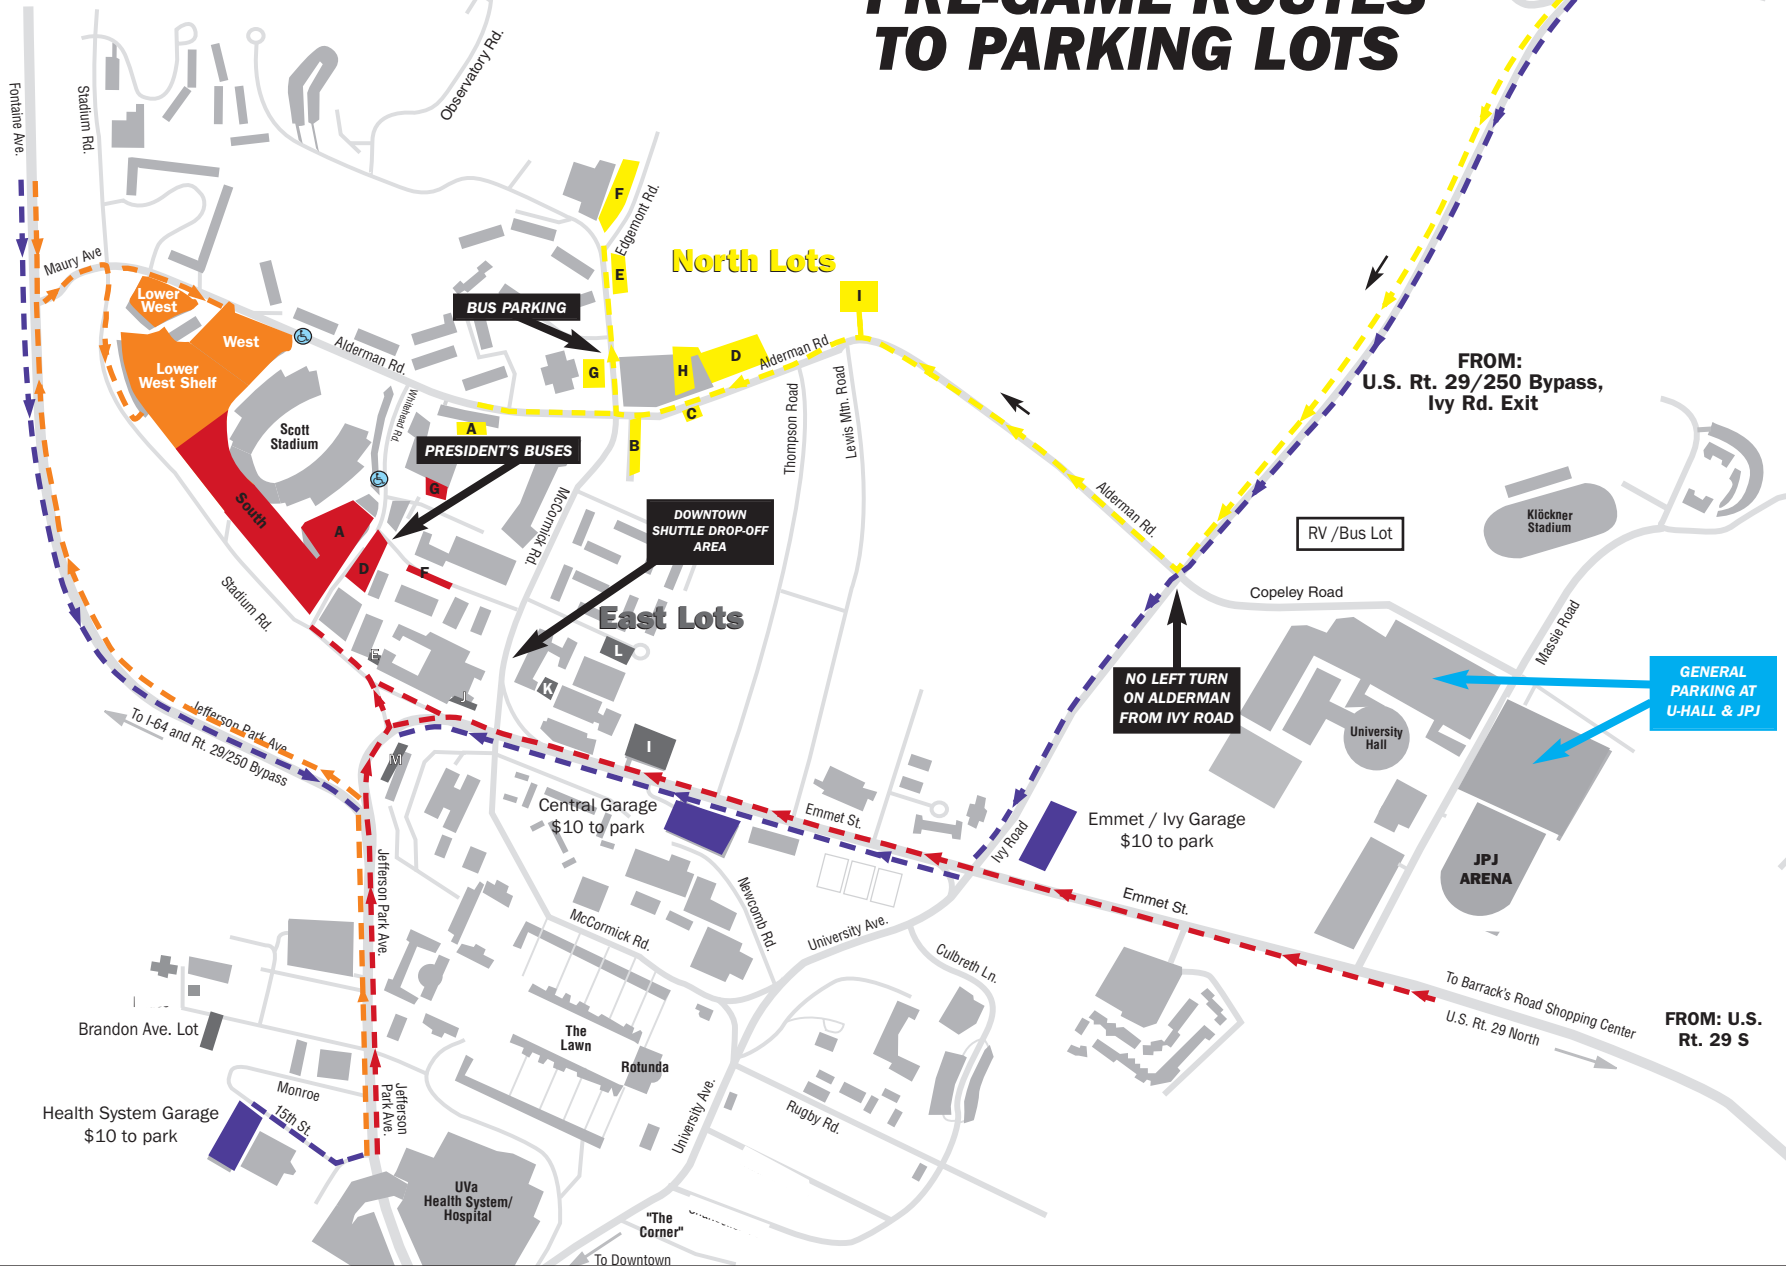 PRE-GAME ROUTES
TO PARKING LOTS
Observatory Rd.
Fontaine Ave.
Stadium Rd.
Maury Ave
F
Edgemont Rd.
E
North Lots
I
Lower
West
West
Lower
West Shelf
BUS PARKING
Alderman Rd.
G
H
D
Alderman Rd
C
B
A
Whitehead Rd.
Scott
Stadium
PRESIDENT'S BUSES
G
South
A
D
F
McCormick Rd.
Thompson Road
Lewis Mtn. Road
FROM:
U.S. Rt. 29/250 Bypass,
Ivy Rd. Exit
Alderman Rd.
RV /Bus Lot
Klöckner
Stadium
Copeley Road
Massie Road
DOWNTOWN
SHUTTLE DROP-OFF
AREA
East Lots
Stadium Rd.
E
L
K
J
I
M
NO LEFT TURN
ON ALDERMAN
FROM IVY ROAD
GENERAL
PARKING AT
U-HALL & JPJ
University
Hall
Jefferson Park Ave
To I-64 and Rt. 29/250 Bypass
Central Garage
$10 to park
Emmet St.
Ivy Road
Emmet / Ivy Garage
$10 to park
JPJ
ARENA
Emmet St.
Jefferson Park Ave.
McCormick Rd.
Newcomb Rd.
University Ave.
Culbreth Ln.
To Barrack's Road Shopping Center
U.S. Rt. 29 North
FROM: U.S.
Rt. 29 S
Brandon Ave. Lot
The
Lawn
Rotunda
Monroe
15th St.
Jefferson
Park Ave.
Health System Garage
$10 to park
University Ave.
Rugby Rd.
UVa
Health System/
Hospital
"The
Corner"
To Downtown